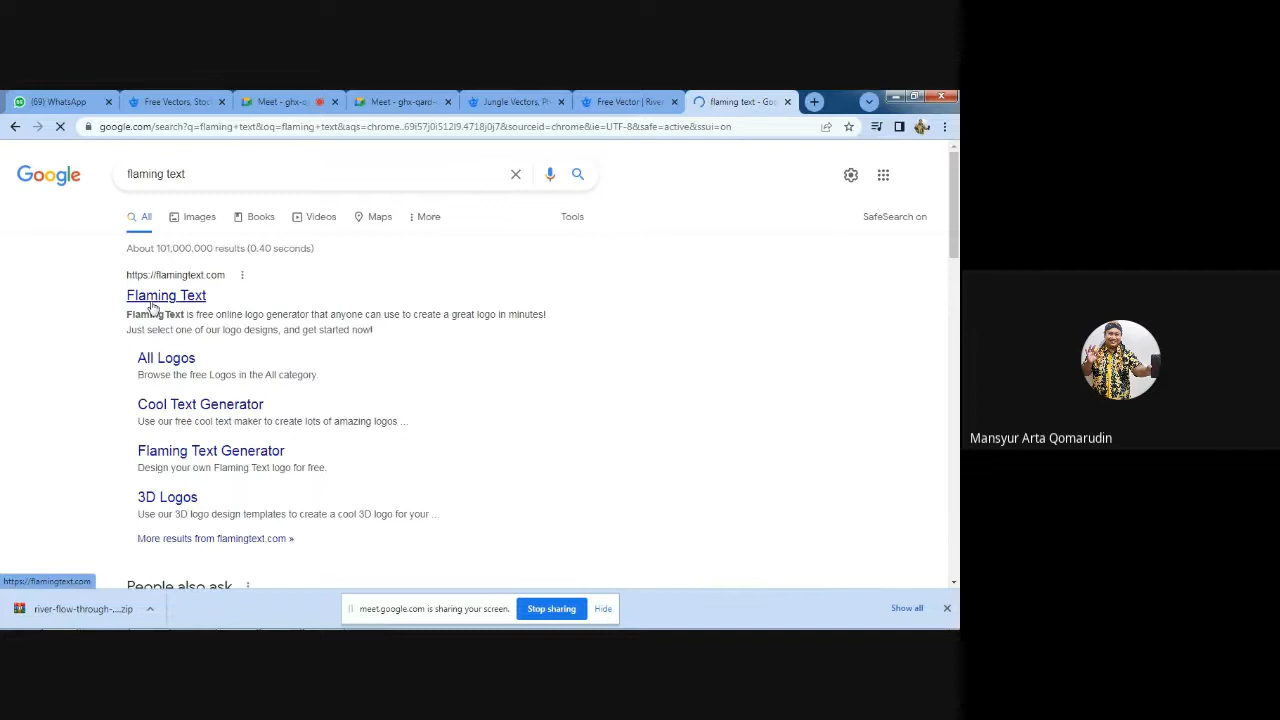 (69) WhatsApp
Free Vectors, Stoc
Meet - ghx-q
Meet - ghx-qard-
Jungle Vectors, Ph
Free Vector | River
flaming text - Goo
google.com/search?q=flaming+text&oq=flaming+text&aqs=chrome..69i57j0i512l9.4718j0j7&sourceid=chrome&ie=UTF-8&safe=active&ssui=on
Google
flaming text
All
Images
Books
Videos
Maps
More
Tools
SafeSearch on
About 101.000.000 results (0.40 seconds)
https://flamingtext.com
Flaming Text
FlamingText is free online logo generator that anyone can use to create a great logo in minutes!
Just select one of our logo designs, and get started now!
All Logos
Browse the free Logos in the All category.
Cool Text Generator
Use our free cool text maker to create lots of amazing logos ...
Flaming Text Generator
Design your own Flaming Text logo for free.
3D Logos
Use our 3D logo design templates to create a cool 3D logo for your ...
More results from flamingtext.com »
People also ask
https://flamingtext.com
river-flow-through-....zip
meet.google.com is sharing your screen.
Stop sharing
Hide
Show all
Mansyur Arta Qomarudin